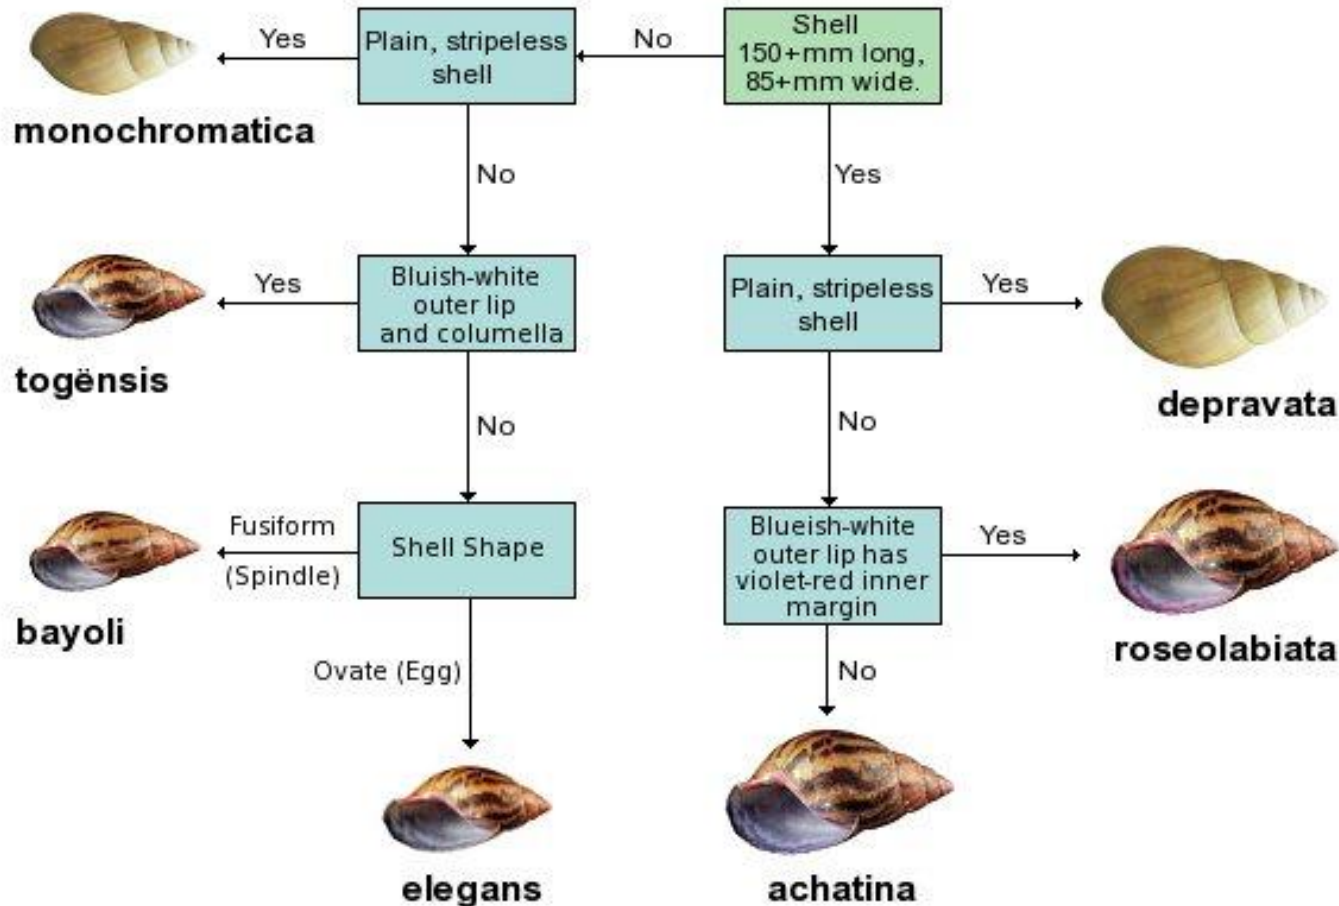 Yes
Plain, stripeless
shell
No
Shell
150+mm long,
85+mm wide.
monochromatica
No
Yes
Yes
Bluish-white
outer lip
and columella
Plain, stripeless
shell
Yes
togënsis
depravata
No
No
Fusiform
(Spindle)
Shell Shape
Blueish-white
outer lip has
violet-red inner
margin
Yes
bayoli
roseolabiata
Ovate (Egg)
No
elegans
achatina